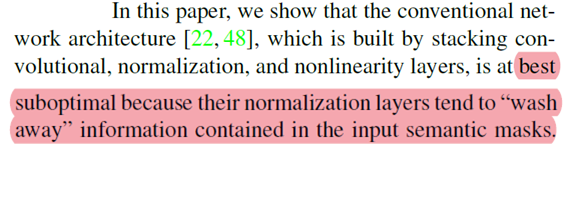 In this paper, we show that the conventional net-
work architecture [22, 48], which is built by stacking con-
volutional, normalization, and nonlinearity layers, is at best
suboptimal because their normalization layers tend to “wash
away” information contained in the input semantic masks.